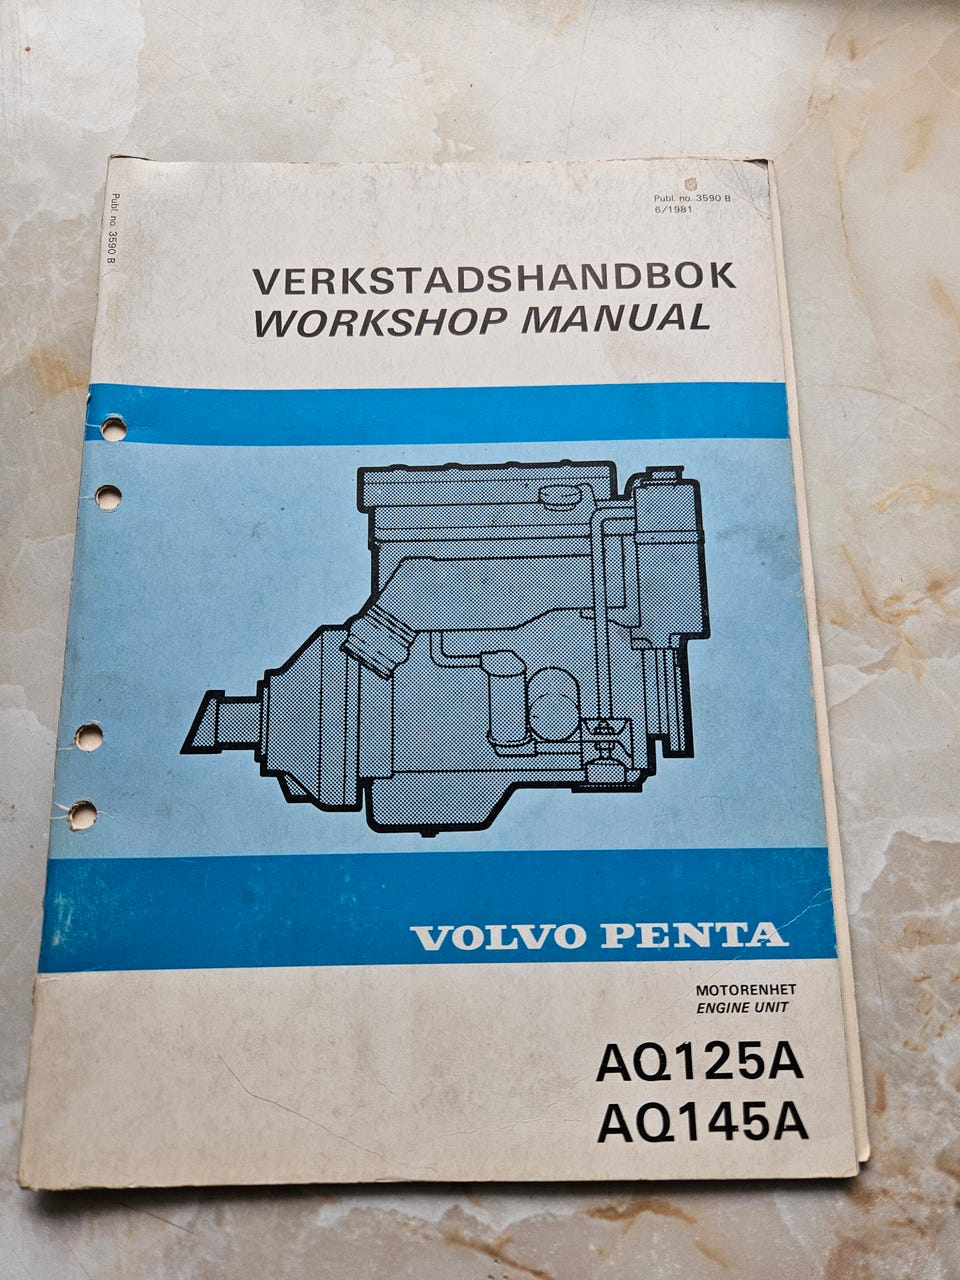 Publ. no. 3590 B
Publ. no. 3590 B
6/1981
VERKSTADSHANDBOK
WORKSHOP MANUAL
VOLVO PENTA
MOTORENHET
ENGINE UNIT
AQ125A
AQ145A